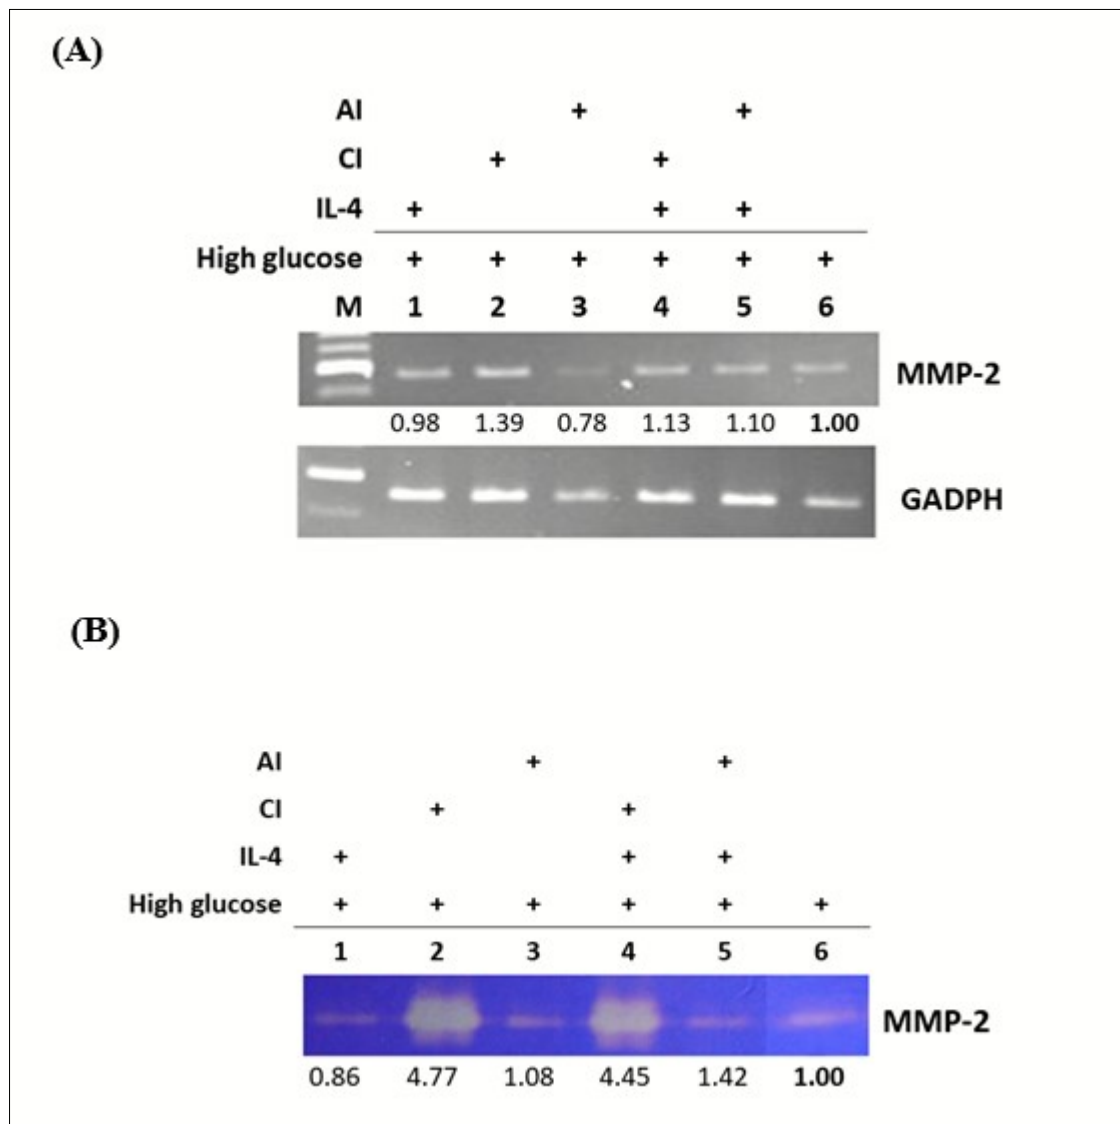 (A)
AI + +
CI + +
IL-4 + + +
High glucose + + + + + +
M 1 2 3 4 5 6
MMP-2
0.98 1.39 0.78 1.13 1.10 1.00
GADPH
(B)
AI + +
CI + +
IL-4 + + +
High glucose + + + + + +
1 2 3 4 5 6
MMP-2
0.86 4.77 1.08 4.45 1.42 1.00